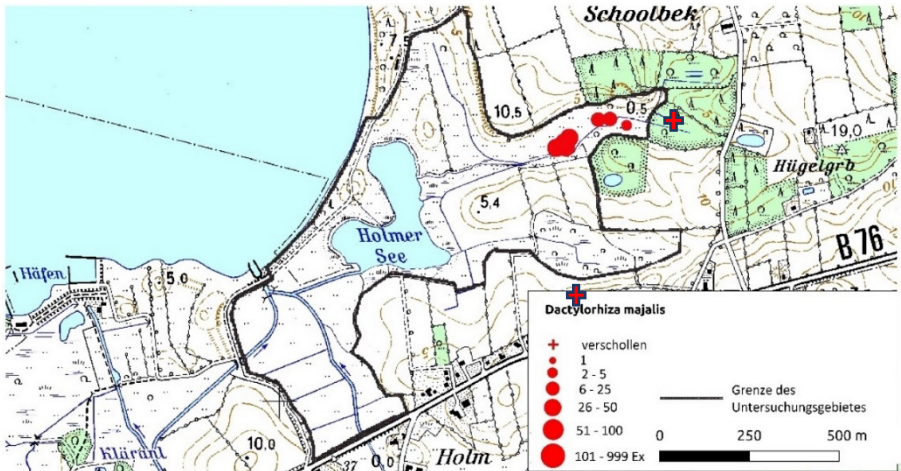 Schoolbek
7,5
10,5
0,5
19,0
Hügelgrb
5,4
Holmer
See
B 76
Häfen
5,0
10,0
Kläranl
37
0,0
Holm
Dactylorhiza majalis
verschollen
1
2 - 5
6 - 25
26 - 50
51 - 100
101 - 999 Ex
Grenze des
Untersuchungsgebietes
0 250 500 m